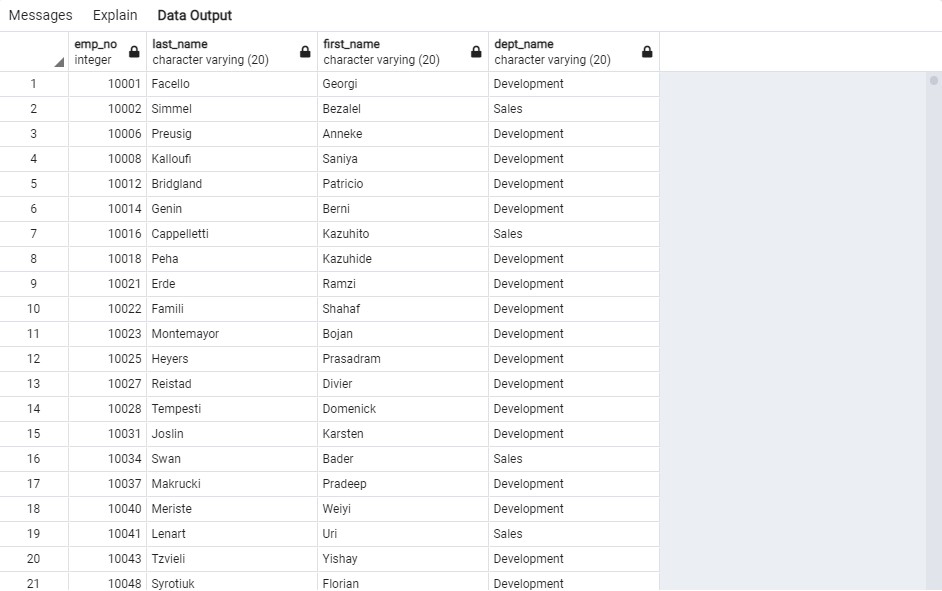 Messages Explain Data Output
emp_no last_name first_name dept_name
integer character varying (20) character varying (20) character varying (20)
1 10001 Facello Georgi Development
2 10002 Simmel Bezalel Sales
3 10006 Preusig Anneke Development
4 10008 Kalloufi Saniya Development
5 10012 Bridgland Patricio Development
6 10014 Genin Berni Development
7 10016 Cappelletti Kazuhito Sales
8 10018 Peha Kazuhide Development
9 10021 Erde Ramzi Development
10 10022 Famili Shahaf Development
11 10023 Montemayor Bojan Development
12 10025 Heyers Prasadram Development
13 10027 Reistad Divier Development
14 10028 Tempesti Domenick Development
15 10031 Joslin Karsten Development
16 10034 Swan Bader Sales
17 10037 Makrucki Pradeep Development
18 10040 Meriste Weiyi Development
19 10041 Lenart Uri Sales
20 10043 Tzvieli Yishay Development
21 10048 Syrotiuk Florian Development